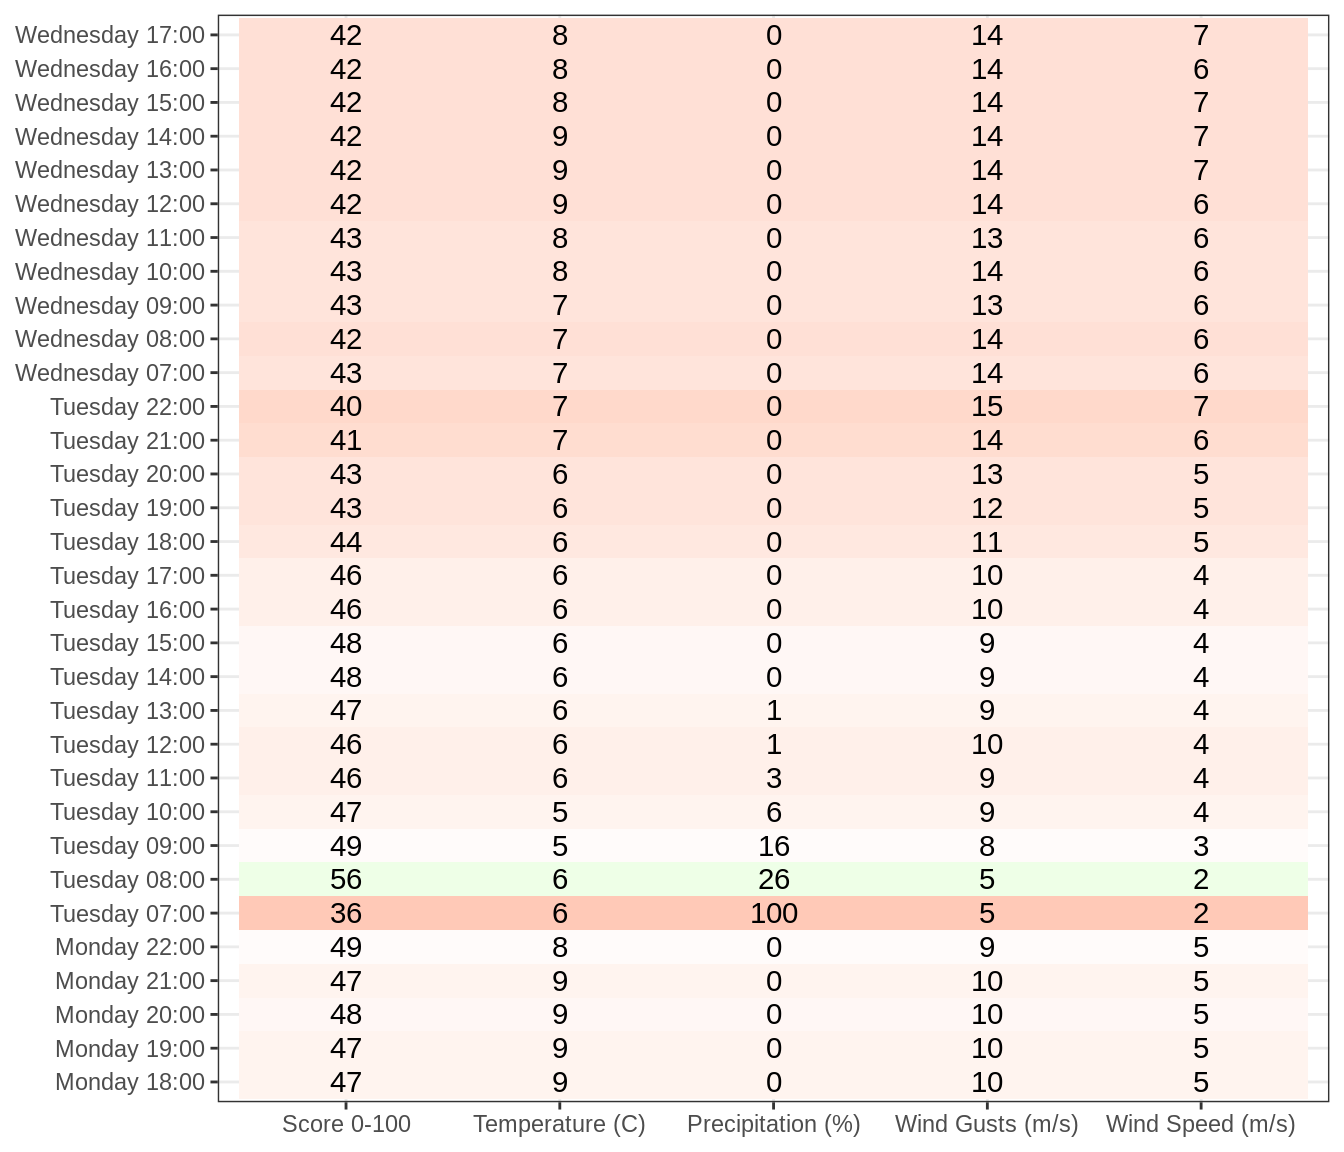 Wednesday 17:00 42 8 0 14 7
Wednesday 16:00 42 8 0 14 6
Wednesday 15:00 42 8 0 14 7
Wednesday 14:00 42 9 0 14 7
Wednesday 13:00 42 9 0 14 7
Wednesday 12:00 42 9 0 14 6
Wednesday 11:00 43 8 0 13 6
Wednesday 10:00 43 8 0 14 6
Wednesday 09:00 43 7 0 13 6
Wednesday 08:00 42 7 0 14 6
Wednesday 07:00 43 7 0 14 6
Tuesday 22:00 40 7 0 15 7
Tuesday 21:00 41 7 0 14 6
Tuesday 20:00 43 6 0 13 5
Tuesday 19:00 43 6 0 12 5
Tuesday 18:00 44 6 0 11 5
Tuesday 17:00 46 6 0 10 4
Tuesday 16:00 46 6 0 10 4
Tuesday 15:00 48 6 0 9 4
Tuesday 14:00 48 6 0 9 4
Tuesday 13:00 47 6 1 9 4
Tuesday 12:00 46 6 1 10 4
Tuesday 11:00 46 6 3 9 4
Tuesday 10:00 47 5 6 9 4
Tuesday 09:00 49 5 16 8 3
Tuesday 08:00 56 6 26 5 2
Tuesday 07:00 36 6 100 5 2
Monday 22:00 49 8 0 9 5
Monday 21:00 47 9 0 10 5
Monday 20:00 48 9 0 10 5
Monday 19:00 47 9 0 10 5
Monday 18:00 47 9 0 10 5
Score 0-100 Temperature (C) Precipitation (%) Wind Gusts (m/s) Wind Speed (m/s)